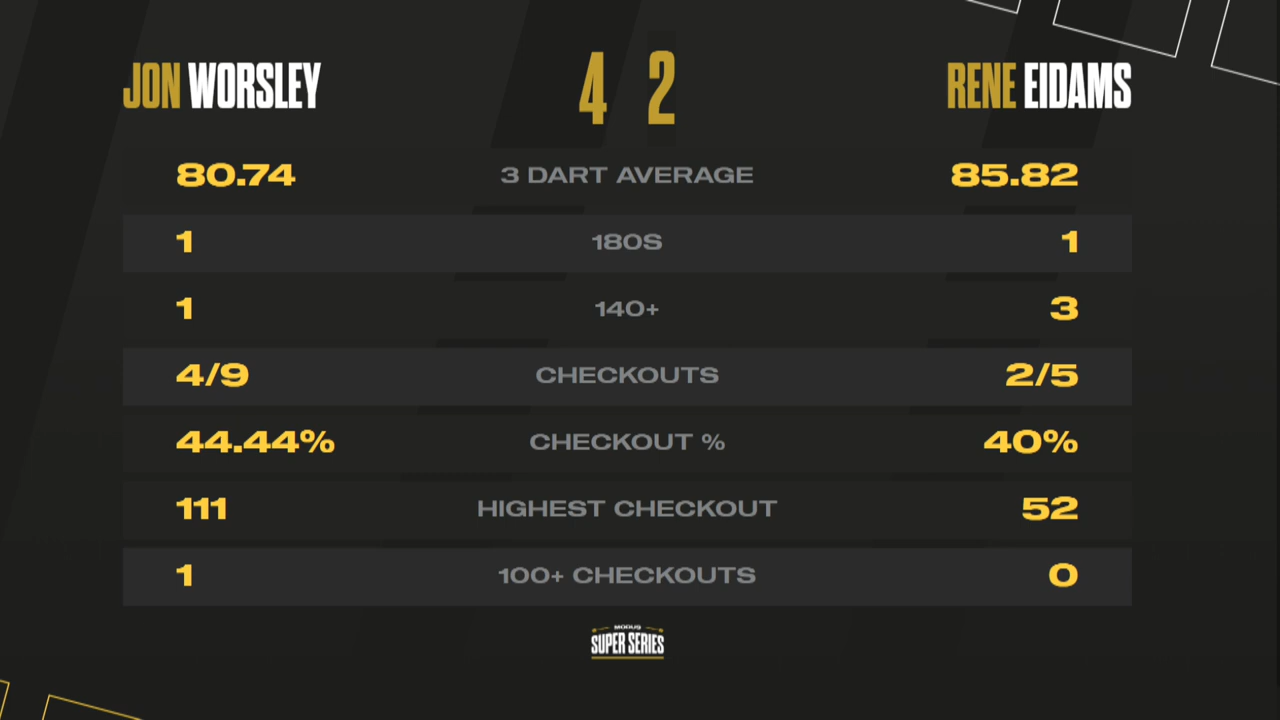 JON WORSLEY 4 2 RENE EIDAMS
80.74 3 DART AVERAGE 85.82
1 180S 1
1 140+ 3
4/9 CHECKOUTS 2/5
44.44% CHECKOUT % 40%
111 HIGHEST CHECKOUT 52
1 100+ CHECKOUTS 0
MODUS
SUPER SERIES